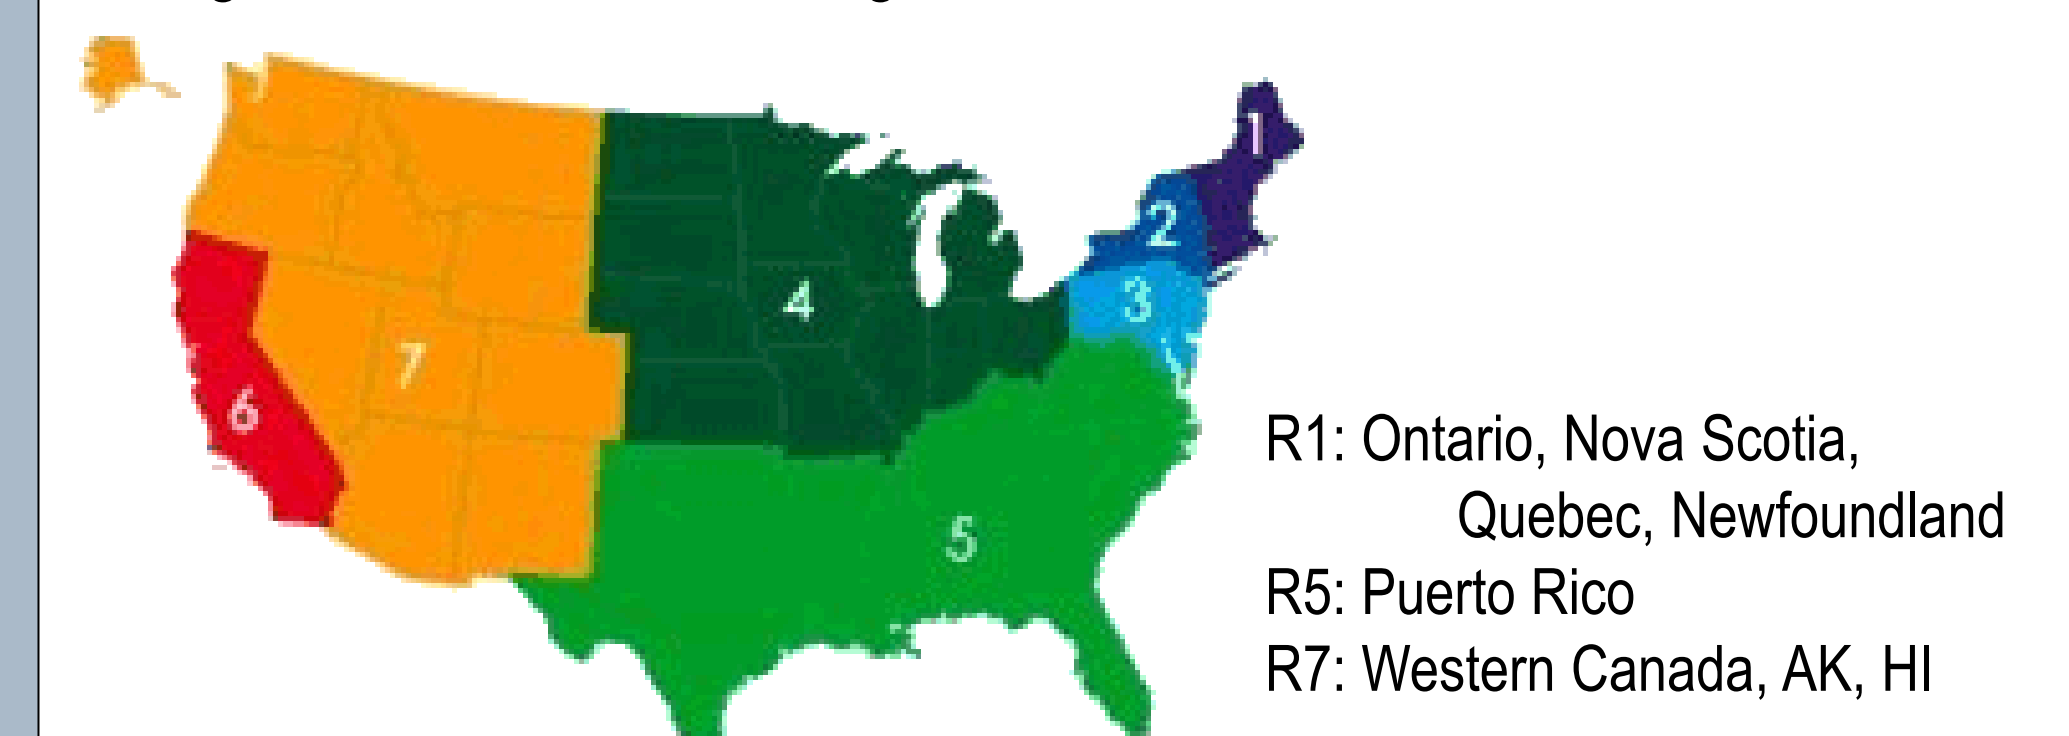 1
2
3
4
7
6
5
R1: Ontario, Nova Scotia,
Quebec, Newfoundland
R5: Puerto Rico
R7: Western Canada, AK, HI